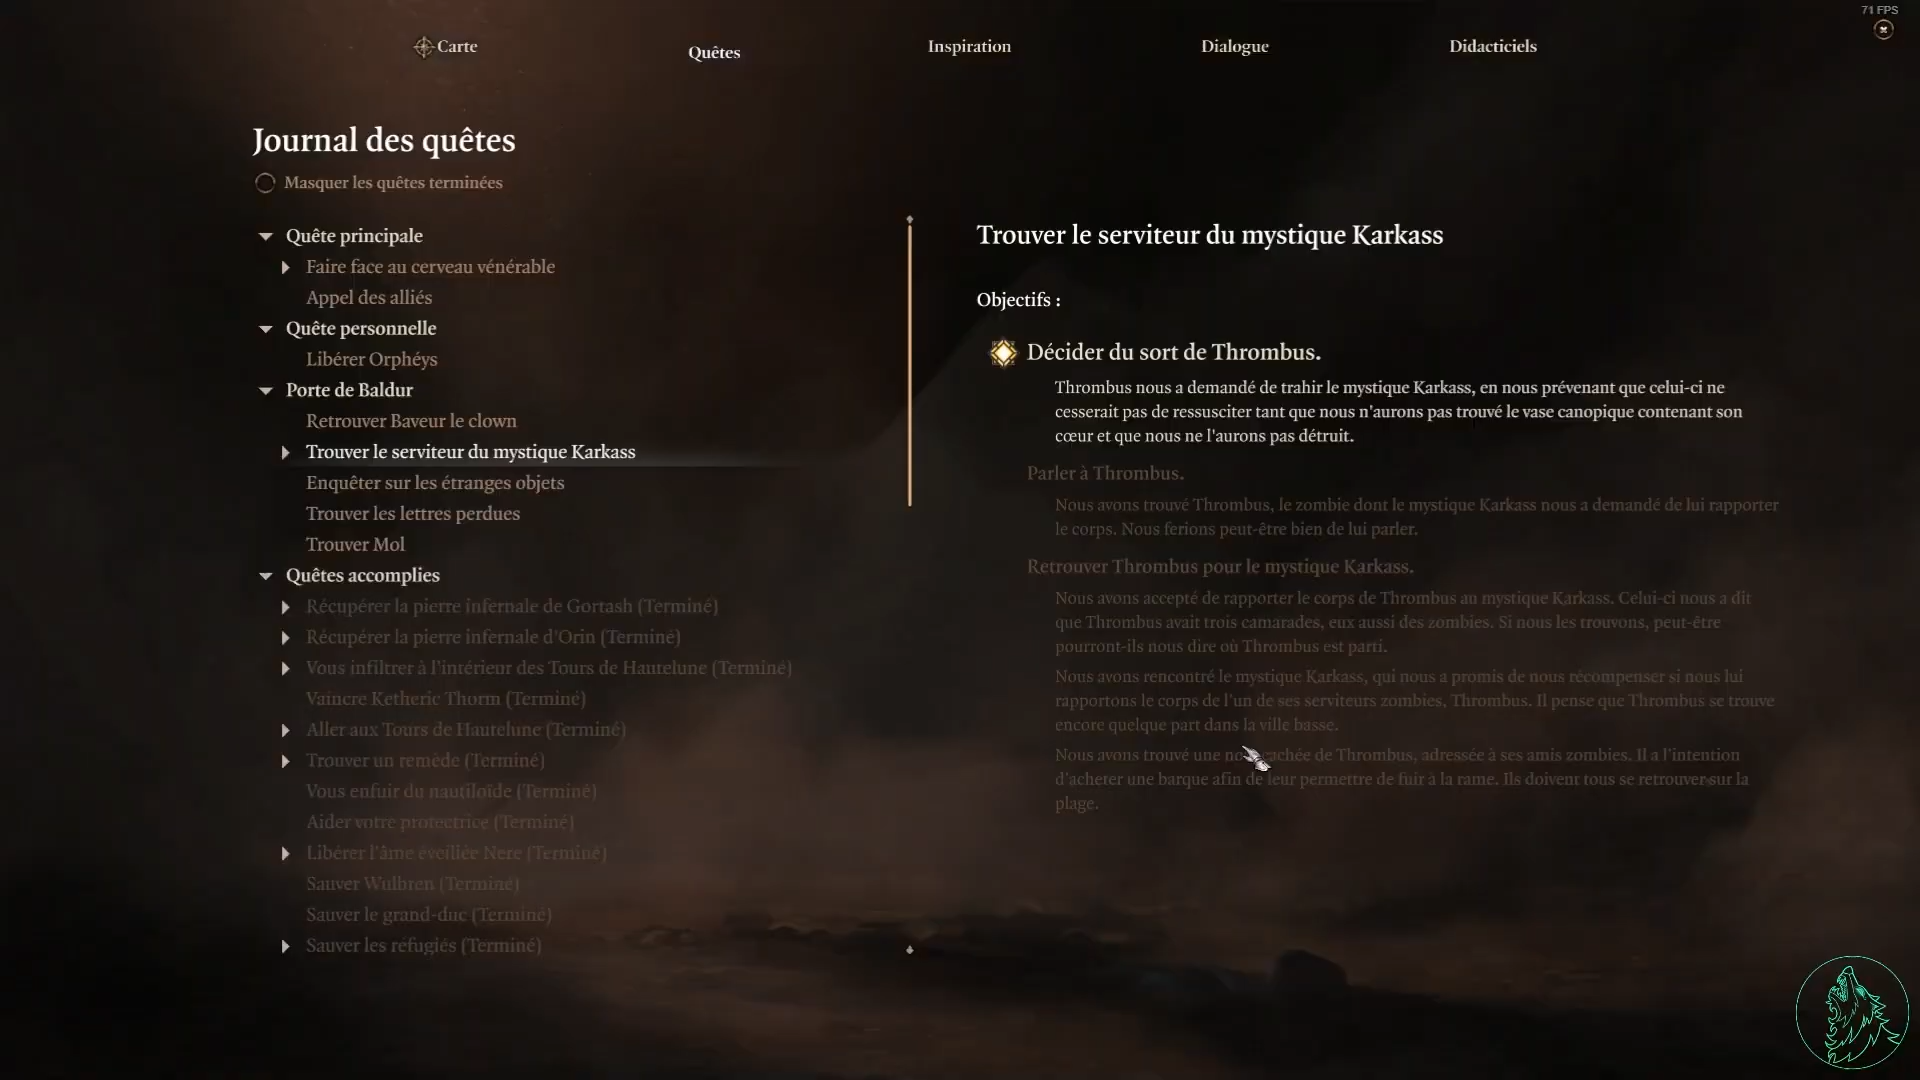 71 FPS
Carte
Quêtes
Inspiration
Dialogue
Didacticiels
Journal des quêtes
Masquer les quêtes terminées
Quête principale
Faire face au cerveau vénérable
Appel des alliés
Quête personnelle
Libérer Orphéys
Porte de Baldur
Retrouver Baveur le clown
Trouver le serviteur du mystique Karkass
Enquêter sur les étranges objets
Trouver les lettres perdues
Trouver Mol
Quêtes accomplies
Récupérer la pierre infernale de Gortash (Terminé)
Récupérer la pierre infernale d'Orin (Terminé)
Vous infiltrer à l'intérieur des Tours de Hautelune (Terminé)
Vaincre Ketheric Thorm (Terminé)
Aller aux Tours de Hautelune (Terminé)
Trouver un remède (Terminé)
Vous enfuir du nautiloïde (Terminé)
Aider votre protectrice (Terminé)
Libérer l'âme éveillée Nere (Terminé)
Sauver Wulbren (Terminé)
Sauver le grand-duc (Terminé)
Sauver les réfugiés (Terminé)
Trouver le serviteur du mystique Karkass
Objectifs :
Décider du sort de Thrombus.
Thrombus nous a demandé de trahir le mystique Karkass, en nous prévenant que celui-ci ne
cesserait pas de ressusciter tant que nous n'aurons pas trouvé le vase canopique contenant son
cœur et que nous ne l'aurons pas détruit.
Parler à Thrombus.
Nous avons trouvé Thrombus, le zombie dont le mystique Karkass nous a demandé de lui rapporter
le corps. Nous ferions peut-être bien de lui parler.
Retrouver Thrombus pour le mystique Karkass.
Nous avons accepté de rapporter le corps de Thrombus au mystique Karkass. Celui-ci nous a dit
que Thrombus avait trois camarades, eux aussi des zombies. Si nous les trouvons, peut-être
pourront-ils nous dire où Thrombus est parti.
Nous avons rencontré le mystique Karkass, qui nous a promis de nous récompenser si nous lui
rapportons le corps de l'un de ses serviteurs zombies, Thrombus. Il pense que Thrombus se trouve
encore quelque part dans la ville basse.
Nous avons trouvé une cachée de Thrombus, adressée à ses amis zombies. Il a l'intention
d'acheter une barque afin de leur permettre de fuir à la rame. Ils doivent tous se retrouver sur la
plage.